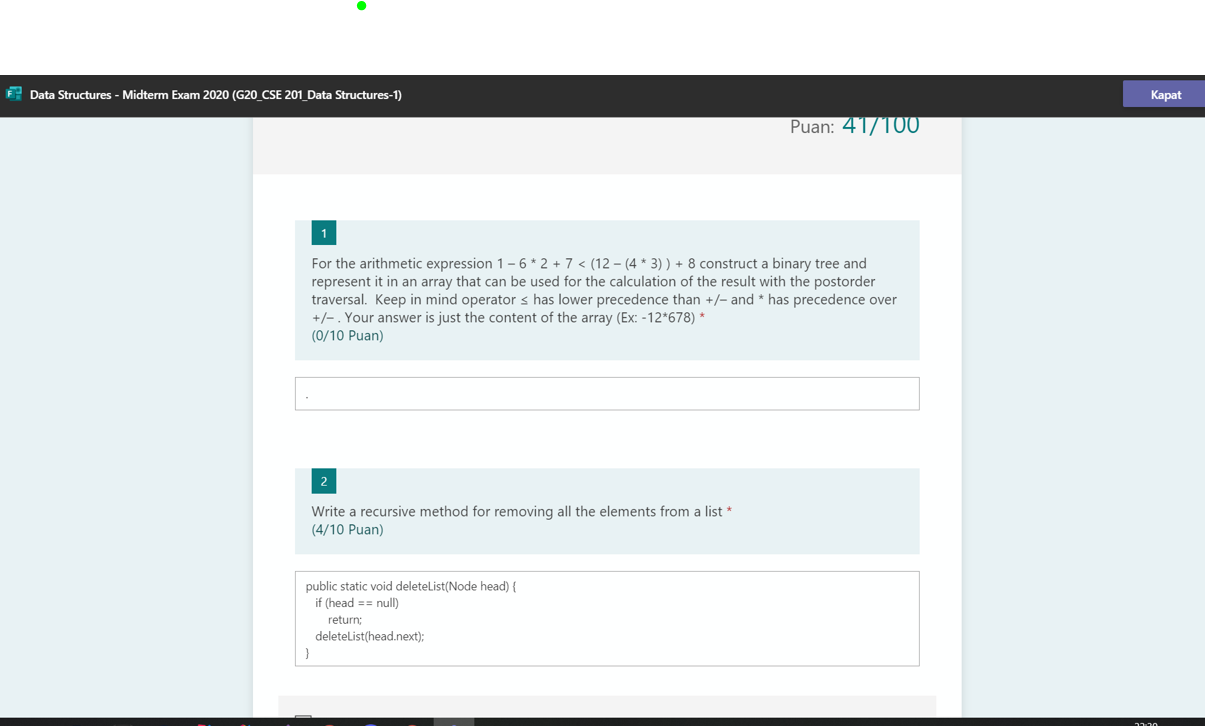 Data Structures - Midterm Exam 2020 (G20_CSE 201_Data Structures-1)
Kapat
Puan: 41/100
1
For the arithmetic expression 1 – 6 * 2 + 7 < (12 – (4 * 3) ) + 8 construct a binary tree and
represent it in an array that can be used for the calculation of the result with the postorder
traversal.  Keep in mind operator ≤ has lower precedence than +/– and * has precedence over
+/– . Your answer is just the content of the array (Ex: -12*678) *
(0/10 Puan)
.
2
Write a recursive method for removing all the elements from a list *
(4/10 Puan)
public static void deleteList(Node head) {
if (head == null)
return;
deleteList(head.next);
}